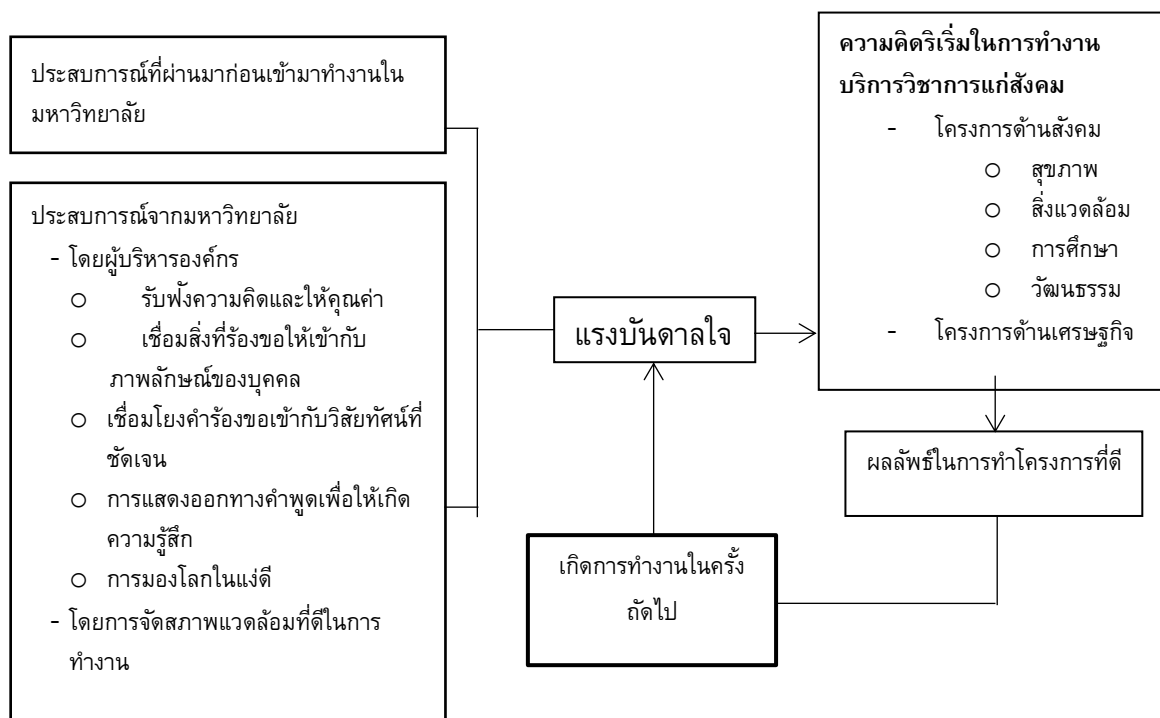 ประสบการณ์ที่ผ่านมาก่อนเข้ามาทำงานใน
มหาวิทยาลัย
ประสบการณ์จากมหาวิทยาลัย
- โดยผู้บริหารองค์กร
o รับฟังความคิดและให้คุณค่า
o เชื่อมสิ่งที่ร้องขอให้เข้ากับ
ภาพลักษณ์ของบุคคล
o เชื่อมโยงคำร้องขอเข้ากับวิสัยทัศน์ที่
ชัดเจน
o การแสดงออกทางคำพูดเพื่อให้เกิด
ความรู้สึก
o การมองโลกในแง่ดี
- โดยการจัดสภาพแวดล้อมที่ดีในการ
ทำงาน
แรงบันดาลใจ
ความคิดริเริ่มในการทำงาน
บริการวิชาการแก่สังคม
- โครงการด้านสังคม
o สุขภาพ
o สิ่งแวดล้อม
o การศึกษา
o วัฒนธรรม
- โครงการด้านเศรษฐกิจ
ผลลัพธ์ในการทำโครงการที่ดี
เกิดการทำงานในครั้ง
ถัดไป